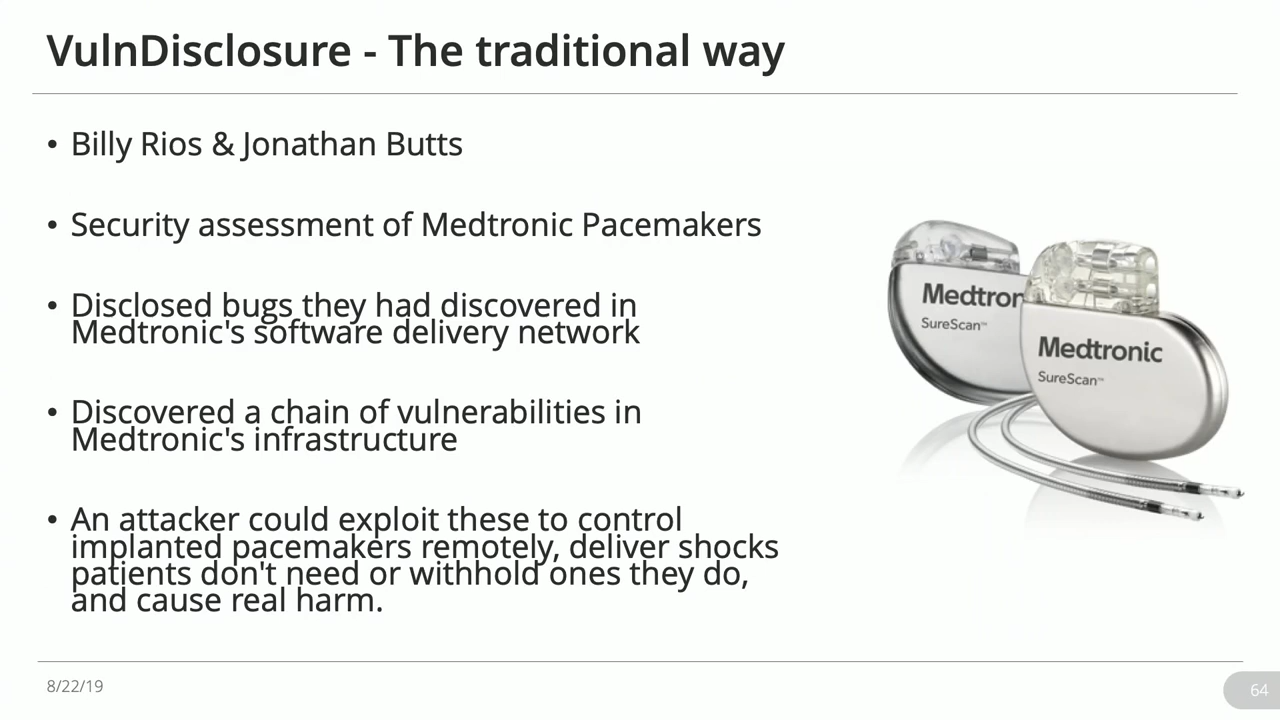 VulnDisclosure - The traditional way
• Billy Rios & Jonathan Butts
• Security assessment of Medtronic Pacemakers
• Disclosed bugs they had discovered in
Medtronic's software delivery network
• Discovered a chain of vulnerabilities in
Medtronic's infrastructure
• An attacker could exploit these to control
implanted pacemakers remotely, deliver shocks
patients don't need or withhold ones they do,
and cause real harm.
Medtron
SureScan™
Medtronic
SureScan™
8/22/19
64